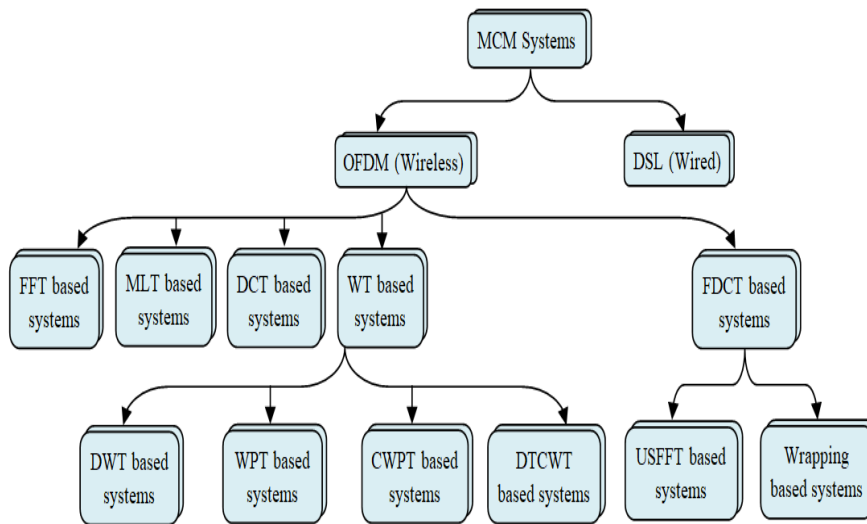 MCM Systems
OFDM (Wireless)
DSL (Wired)
FFT based
systems
MLT based
systems
DCT based
systems
WT based
systems
FDCT based
systems
DWT based
systems
WPT based
systems
CWPT based
systems
DTCWT
based systems
USFFT based
systems
Wrapping
based systems